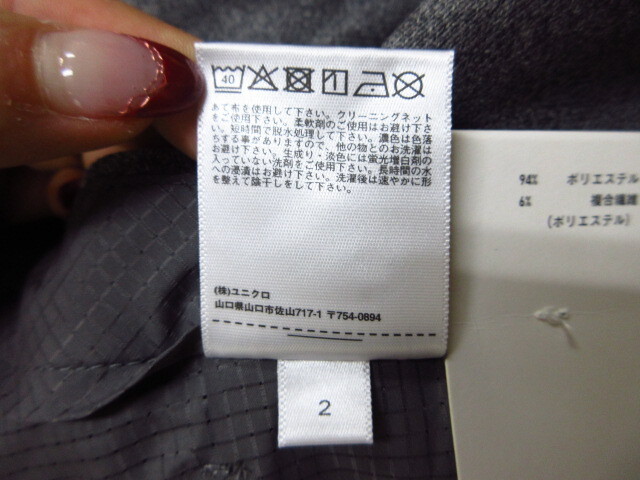 40
あて布を使用して下さい。クリーニングネット
をご使用下さい。柔軟剤のご使用はお避け下さ
い。短時間で脱水処理して下さい。濃色は色落
ちする事がありますので、他の物とのお洗濯は
お避け下さい。生成り・淡色には蛍光増白剤の
入っていない洗剤をご使用下さい。長時間の水
への浸漬はお避け下さい。洗濯後は速やかに形
を整えて陰干しをして下さい。
(株)ユニクロ
山口県山口市佐山717-1 〒754-0894
2
94% ポリエステル
6% 複合繊維
(ポリエステル)